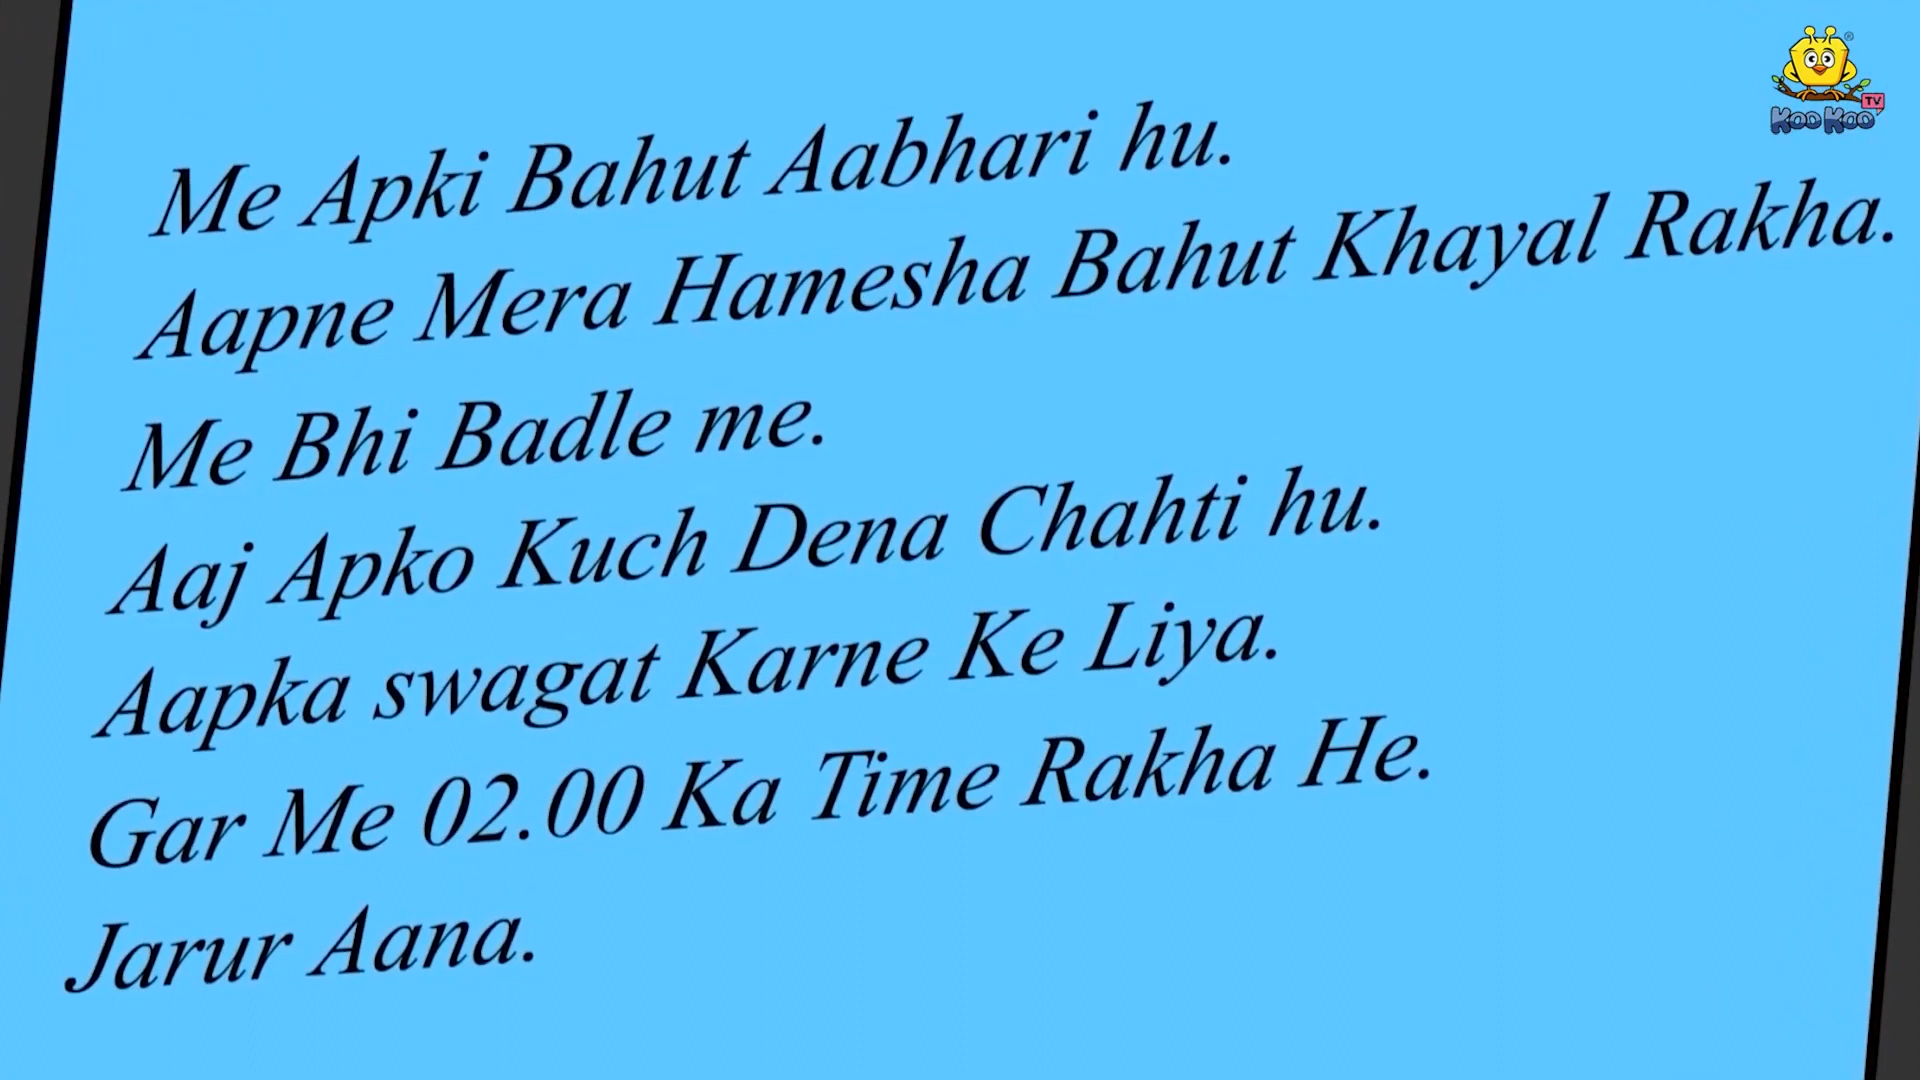 Koo Koo TV
Me Apki Bahut Aabhari hu.
Aapne Mera Hamesha Bahut Khayal Rakha.
Me Bhi Badle me.
Aaj Apko Kuch Dena Chahti hu.
Aapka swagat Karne Ke Liya.
Gar Me 02.00 Ka Time Rakha He.
Jarur Aana.